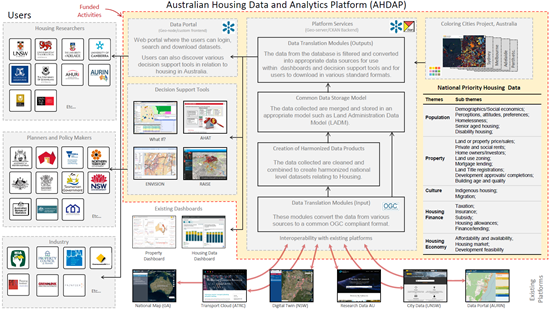 Australian Housing Data and Analytics Platform (AHDAP)
Funded
Activities
Users
Housing Researchers
UNSW
AHURI
AURIN
Etc...
Planners and Policy Makers
NSW
Etc...
Industry
Etc...
Data Portal
Web portal where the users can login,
search and download datasets.
Users can also discover various
decision support tools in relation to
housing in Australia.
Decision Support Tools
What If?
AHAT
ENVISION
RAISE
Existing Dashboards
Property
Dashboard
Housing Data
Dashboard
Platform Services
Data Translation Modules (Outputs)
The data from the database is filtered and converted
into appropriate data sources for use
within dashboards and decision support tools and for
users to download in various standard formats.
Common Data Storage Model
The data collected are merged and stored in an
appropriate model such as Land Administration Data
Model (LADM).
Creation of Harmonized Data Products
The data collected are cleaned and
combined to create harmonized national
level datasets relating to Housing.
Data Translation Modules (Input)
OGC
These modules convert the data from various
sources to a common OGC compliant format
Interoperability with existing platforms
Coloring Cities Project, Australia
Sydney
Melbourne
Adelaide
National Priority Housing Data
Themes
Sub themes
Population
Demographics/Social economics;
Perceptions, attitudes, preferences;
Homelessness;
Senior aged housing;
Disability housing;
Property
Land or property price/sales;
Private and social rents;
Home owners/investors;
Land use zoning;
Mortgage lending;
Land Title registrations;
Development approvals/ completions;
Building age and quality
Culture
Indigenous housing;
Migration;
Housing
Finance
Taxation;
Insurance;
Subsidy;
Housing allowances;
Finance/lending;
Housing
Economy
Affordability and availability,
Housing market;
Development feasibility
National Map (GA)
Transport Cloud (ATRC)
Digital Twin (NSW)
Research Data AU
City Data (UNSW)
Data Portal (AURIN)
Existing
Platforms